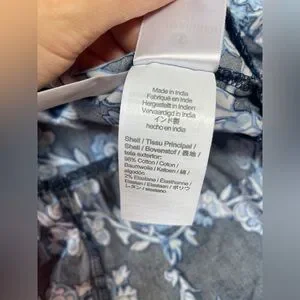 Made in India
Fabriqué en Inde
Hergestellt in Indien
Vervaardigd in India
インド製
hecho en India
Shell / Tissu Principal /
Shell / Bovenstof / 表地 /
tela exterior:
98% Cotton / Coton /
Baumwolle / Katoen / 綿 /
algodón
2% Elastane / Élasthanne /
Elastan / Elastaan / ポリウ
レタン / elastano